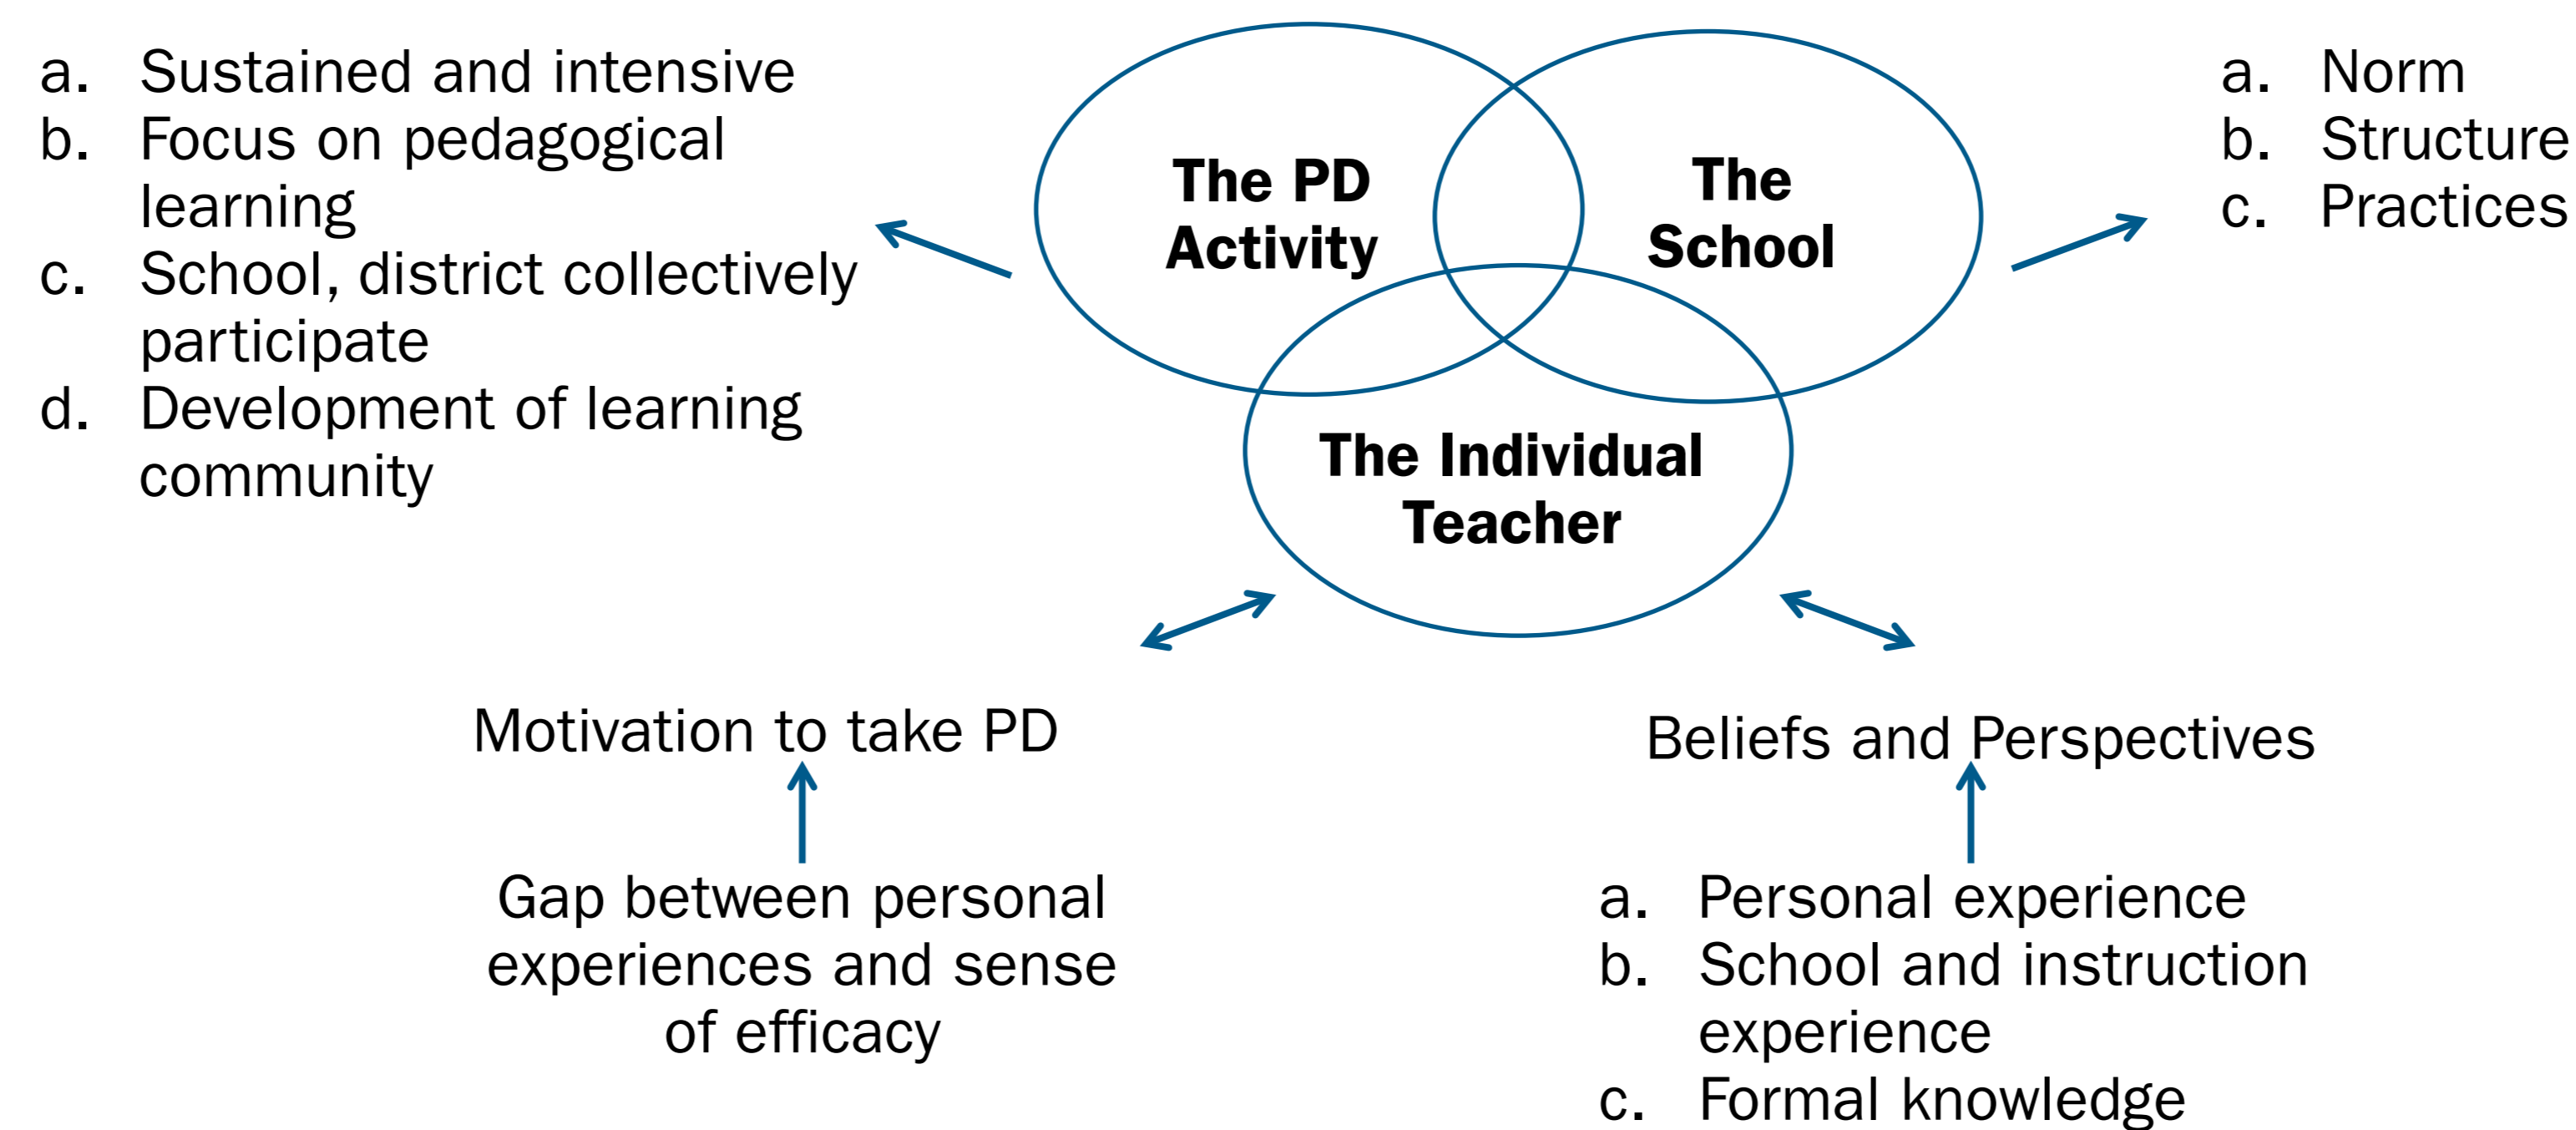 a. Sustained and intensive
b. Focus on pedagogical
learning
c. School, district collectively
participate
d. Development of learning
community
The PD
Activity
The
School
The Individual
Teacher
a. Norm
b. Structure
c. Practices
Motivation to take PD
Gap between personal
experiences and sense
of efficacy
Beliefs and Perspectives
a. Personal experience
b. School and instruction
experience
c. Formal knowledge